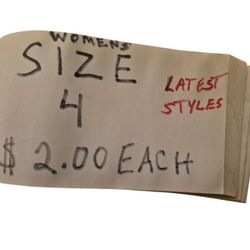 WOMENS
SIZE
4
LATEST
STYLES
$ 2.00 EACH